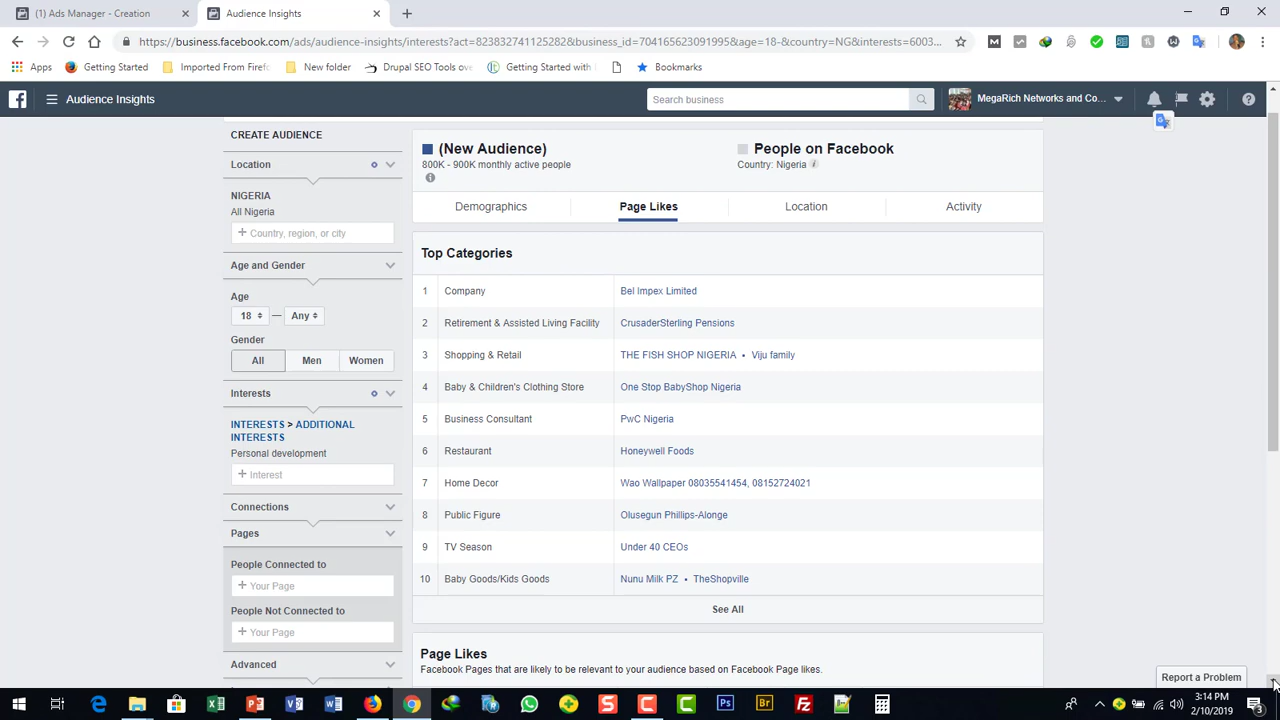 (1) Ads Manager - Creation
Audience Insights
https://business.facebook.com/ads/audience-insights/interests?act=823832741125282&business_id=704165623091995&age=18-&country=NG&interests=6003...
Apps
Getting Started
Imported From Firef
New folder
Drupal SEO Tools ove
Getting Started with
Bookmarks
Audience Insights
Search business
MegaRich Networks and Co...
CREATE AUDIENCE
Location
NIGERIA
All Nigeria
+ Country, region, or city
Age and Gender
Age
18 — Any
Gender
All Men Women
Interests
INTERESTS > ADDITIONAL
INTERESTS
Personal development
+ Interest
Connections
Pages
People Connected to
+ Your Page
People Not Connected to
+ Your Page
Advanced
(New Audience)
800K - 900K monthly active people
People on Facebook
Country: Nigeria
Demographics Page Likes Location Activity
Top Categories
1 Company Bel Impex Limited
2 Retirement & Assisted Living Facility CrusaderSterling Pensions
3 Shopping & Retail THE FISH SHOP NIGERIA • Viju family
4 Baby & Children's Clothing Store One Stop BabyShop Nigeria
5 Business Consultant PwC Nigeria
6 Restaurant Honeywell Foods
7 Home Decor Wao Wallpaper 08035541454, 08152724021
8 Public Figure Olusegun Phillips-Alonge
9 TV Season Under 40 CEOs
10 Baby Goods/Kids Goods Nunu Milk PZ • TheShopville
See All
Page Likes
Facebook Pages that are likely to be relevant to your audience based on Facebook Page likes.
Report a Problem
3:14 PM
2/10/2019